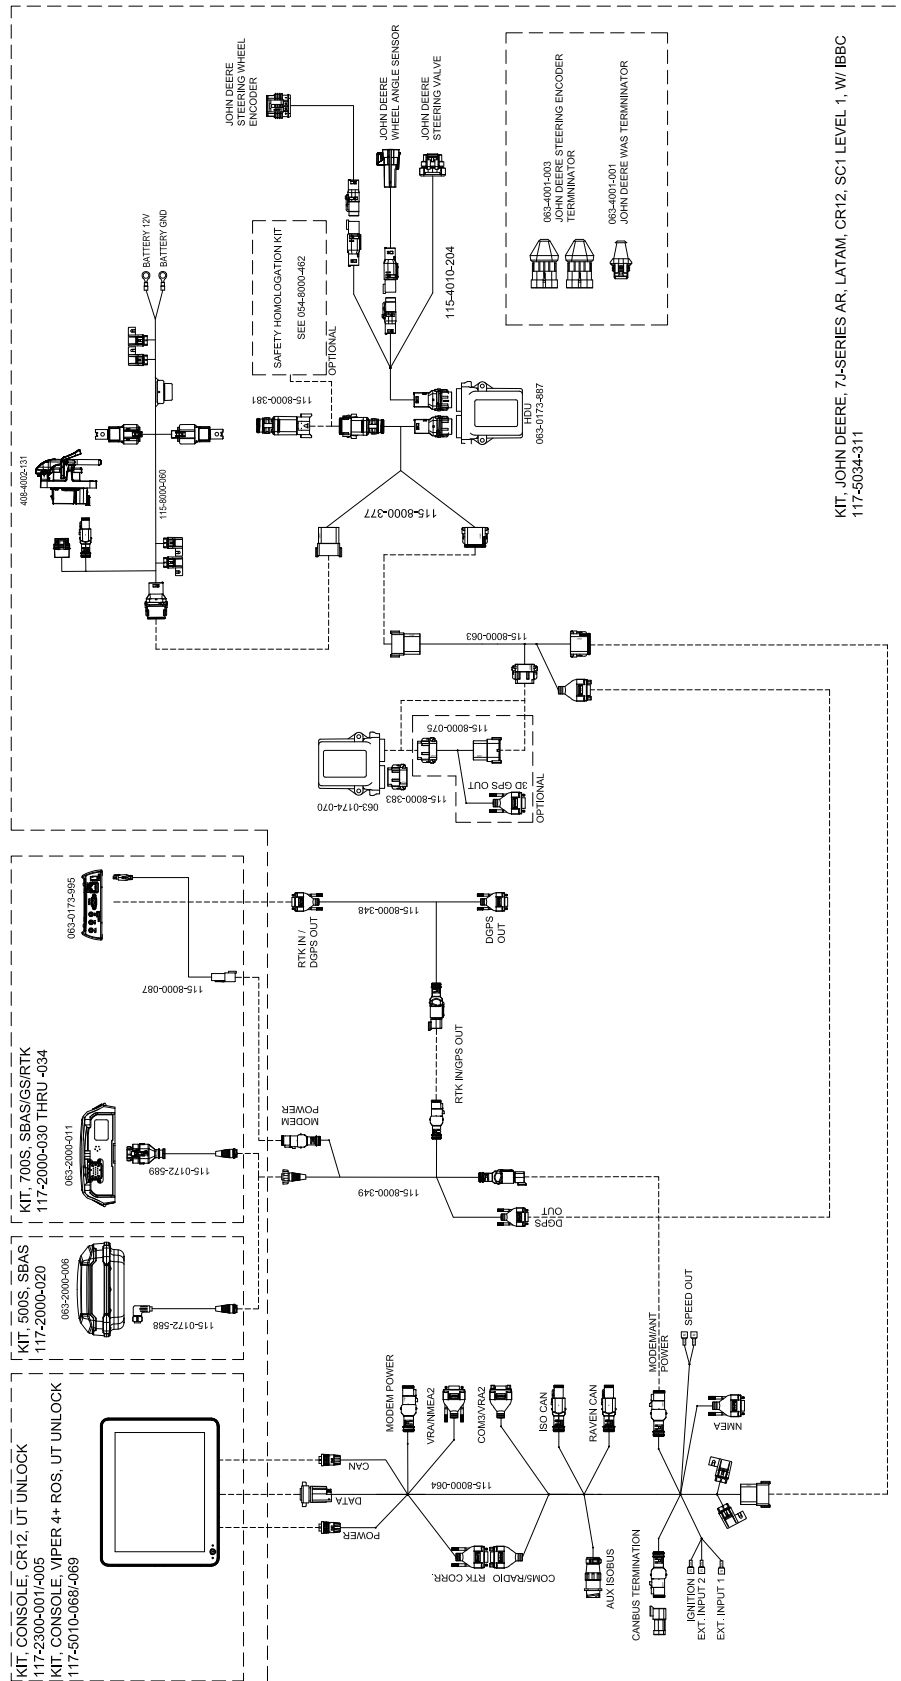 JOHN DEERE
STEERING WHEEL
ENCODER
JOHN DEERE
WHEEL ANGLE SENSOR
JOHN DEERE
STEERING VALVE
BATTERY 12V
BATTERY GND
SAFETY HOMOLOGATION KIT
SEE 054-8000-462
OPTIONAL
115-8000-381
115-4010-204
063-4001-003
JOHN DEERE STEERING ENCODER
TERMNINATOR
063-4001-001
JOHN DEERE WAS TERMNINATOR
408-4002-131
115-8000-060
HDU
063-0173-887
115-8000-377
KIT, JOHN DEERE, 7J-SERIES AR, LATAM, CR12, SC1 LEVEL 1, W/ IBBC
117-5034-311
115-8000-063
063-0174-070
115-8000-383
115-8000-075
3D GPS OUT
OPTIONAL
KIT, 700S, SBAS/GS/RTK
117-2000-030 THRU -034
063-0173-995
115-8000-087
063-2000-011
115-0172-589
RTK IN /
DGPS OUT
115-8000-348
DGPS
OUT
RTK IN/GPS OUT
MODEM
POWER
115-8000-349
DGPS
OUT
KIT, 500S, SBAS
117-2000-020
063-2000-006
115-0172-588
KIT, CONSOLE, CR12, UT UNLOCK
117-2300-001/-005
KIT, CONSOLE, VIPER 4+ ROS, UT UNLOCK
117-5010-068/-069
CAN
DATA
POWER
MODEM POWER
VRA/NMEA2
COM3/VRA2
ISO CAN
RAVEN CAN
MODEM/ANT
POWER
SPEED OUT
NMEA
115-8000-064
RTK CORR.
COM5/RADIO
AUX ISOBUS
CANBUS TERMINATION
IGNITION
EXT. INPUT 2
EXT. INPUT 1